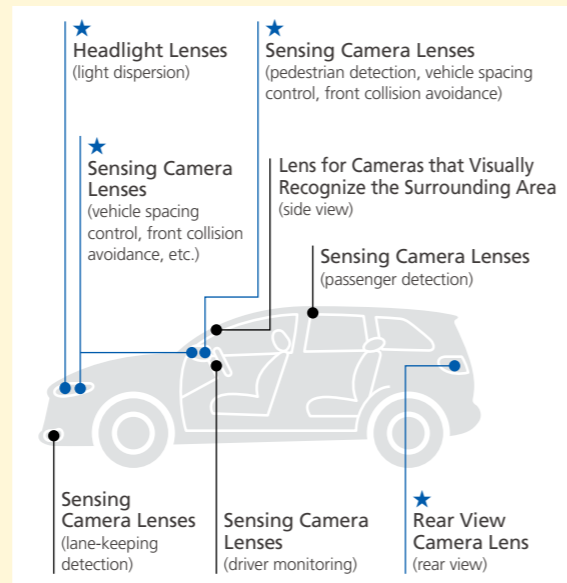 ★
Headlight Lenses
(light dispersion)
★
Sensing Camera Lenses
(pedestrian detection, vehicle spacing
control, front collision avoidance)
★
Sensing Camera
Lenses
(vehicle spacing
control, front collision
avoidance, etc.)
Lens for Cameras that Visually
Recognize the Surrounding Area
(side view)
Sensing Camera Lenses
(passenger detection)
Sensing
Camera Lenses
(lane-keeping
detection)
Sensing Camera
Lenses
(driver monitoring)
★
Rear View
Camera Lens
(rear view)